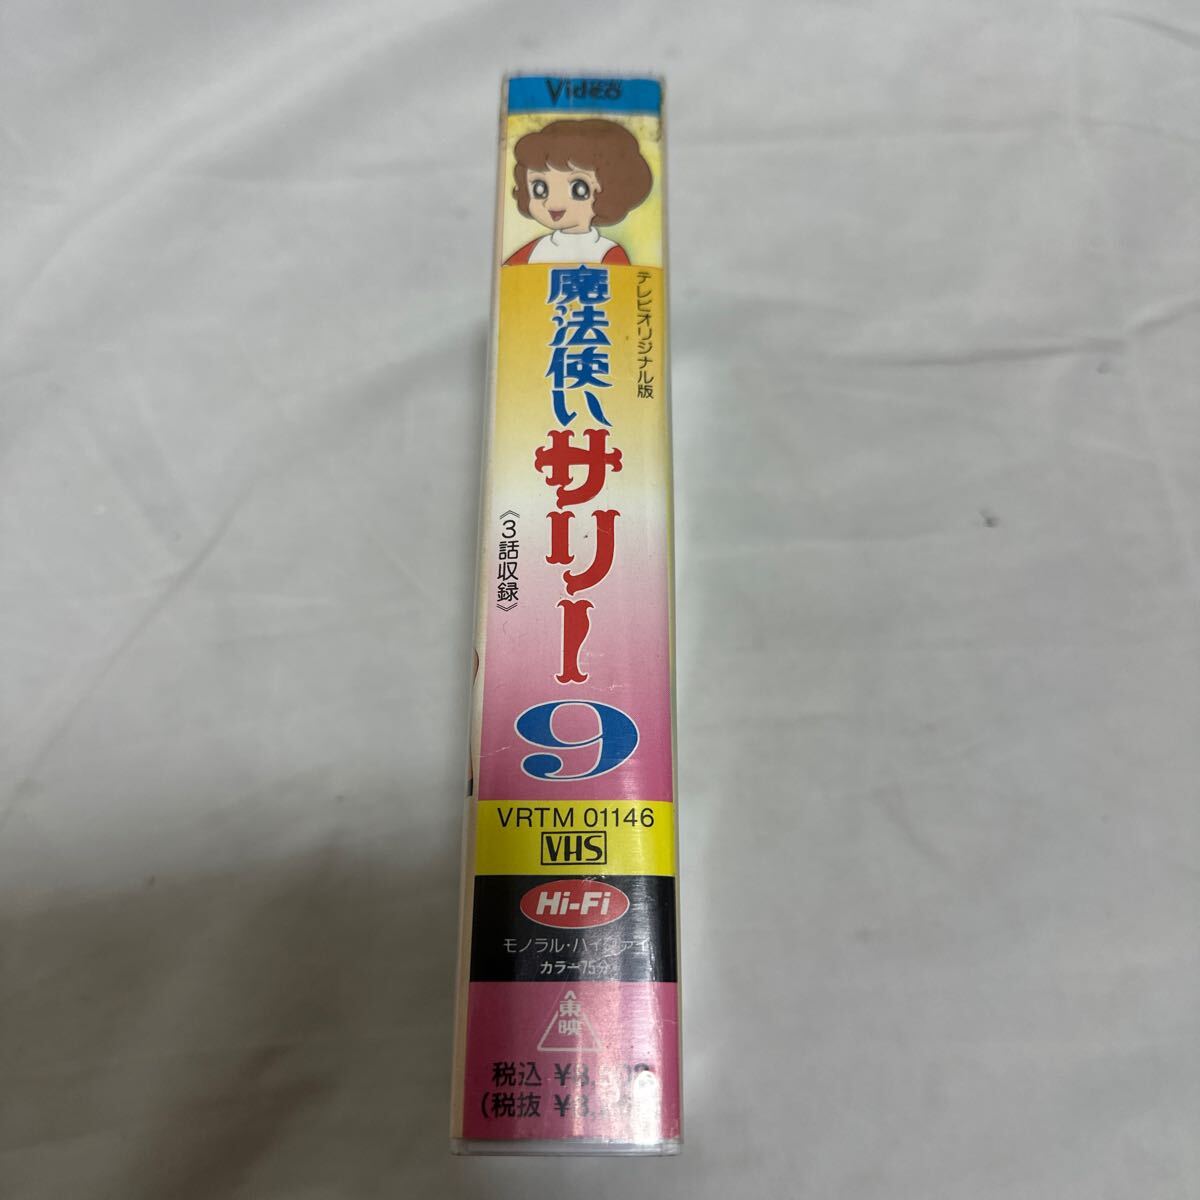 Video
テレビオリジナル版
魔法使いサリー
《3話収録》
9
VRTM 01146
VHS
Hi-Fi
モノラル・ハイファイ
カラー75分
東映
税込
(税抜